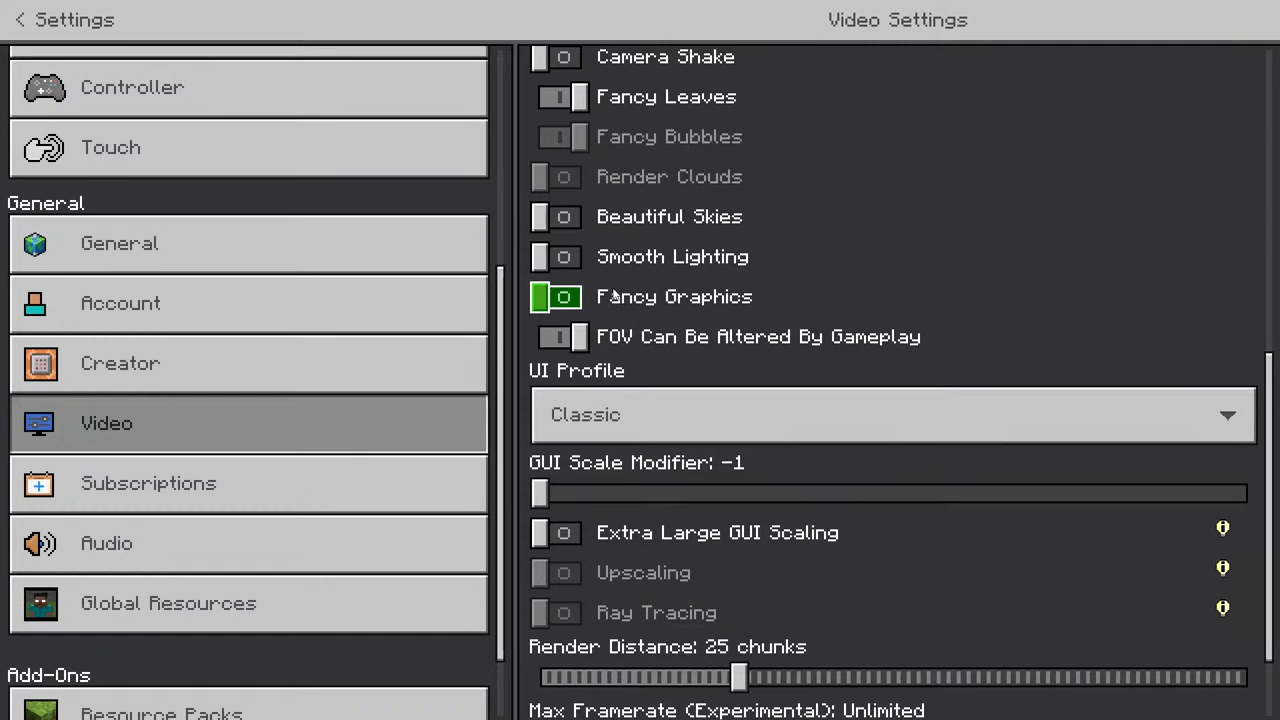 Settings
Video Settings
Controller
Touch
General
General
Account
Creator
Video
Subscriptions
Audio
Global Resources
Add-Ons
Resource Packs
Camera Shake
Fancy Leaves
Fancy Bubbles
Render Clouds
Beautiful Skies
Smooth Lighting
Fancy Graphics
FOV Can Be Altered By Gameplay
UI Profile
Classic
GUI Scale Modifier: -1
Extra Large GUI Scaling
Upscaling
Ray Tracing
Render Distance: 25 chunks
Max Framerate (Experimental): Unlimited